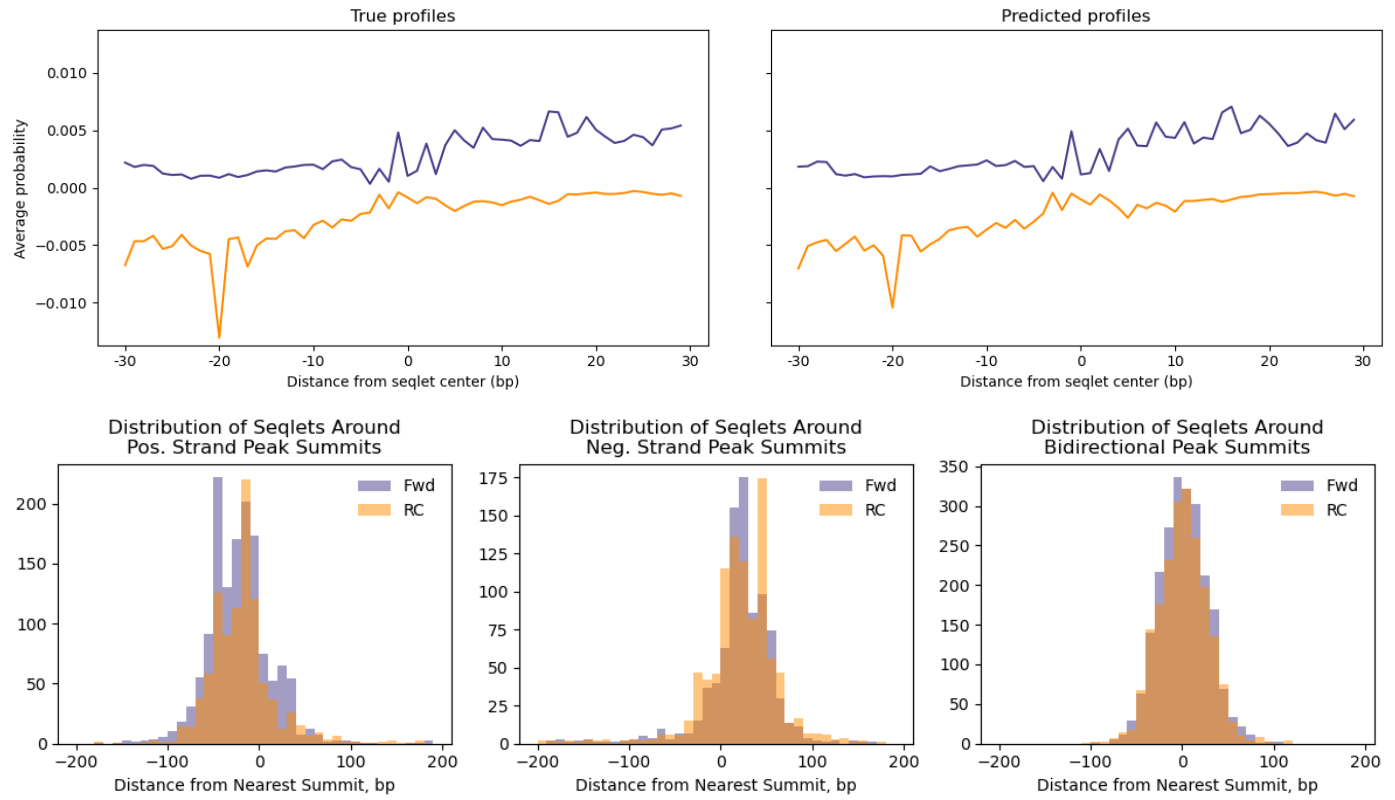 True profiles
Predicted profiles
Average probability
0.010
0.005
0.000
−0.005
−0.010
-30 -20 -10 0 10 20 30
-30 -20 -10 0 10 20 30
Distance from seqlet center (bp)
Distance from seqlet center (bp)
Distribution of Seqlets Around
Pos. Strand Peak Summits
Fwd
RC
200
150
100
50
0
−200 −100 0 100 200
Distance from Nearest Summit, bp
Distribution of Seqlets Around
Neg. Strand Peak Summits
Fwd
RC
175
150
125
100
75
50
25
0
−200 −100 0 100 200
Distance from Nearest Summit, bp
Distribution of Seqlets Around
Bidirectional Peak Summits
Fwd
RC
350
300
250
200
150
100
50
0
−200 −100 0 100 200
Distance from Nearest Summit, bp